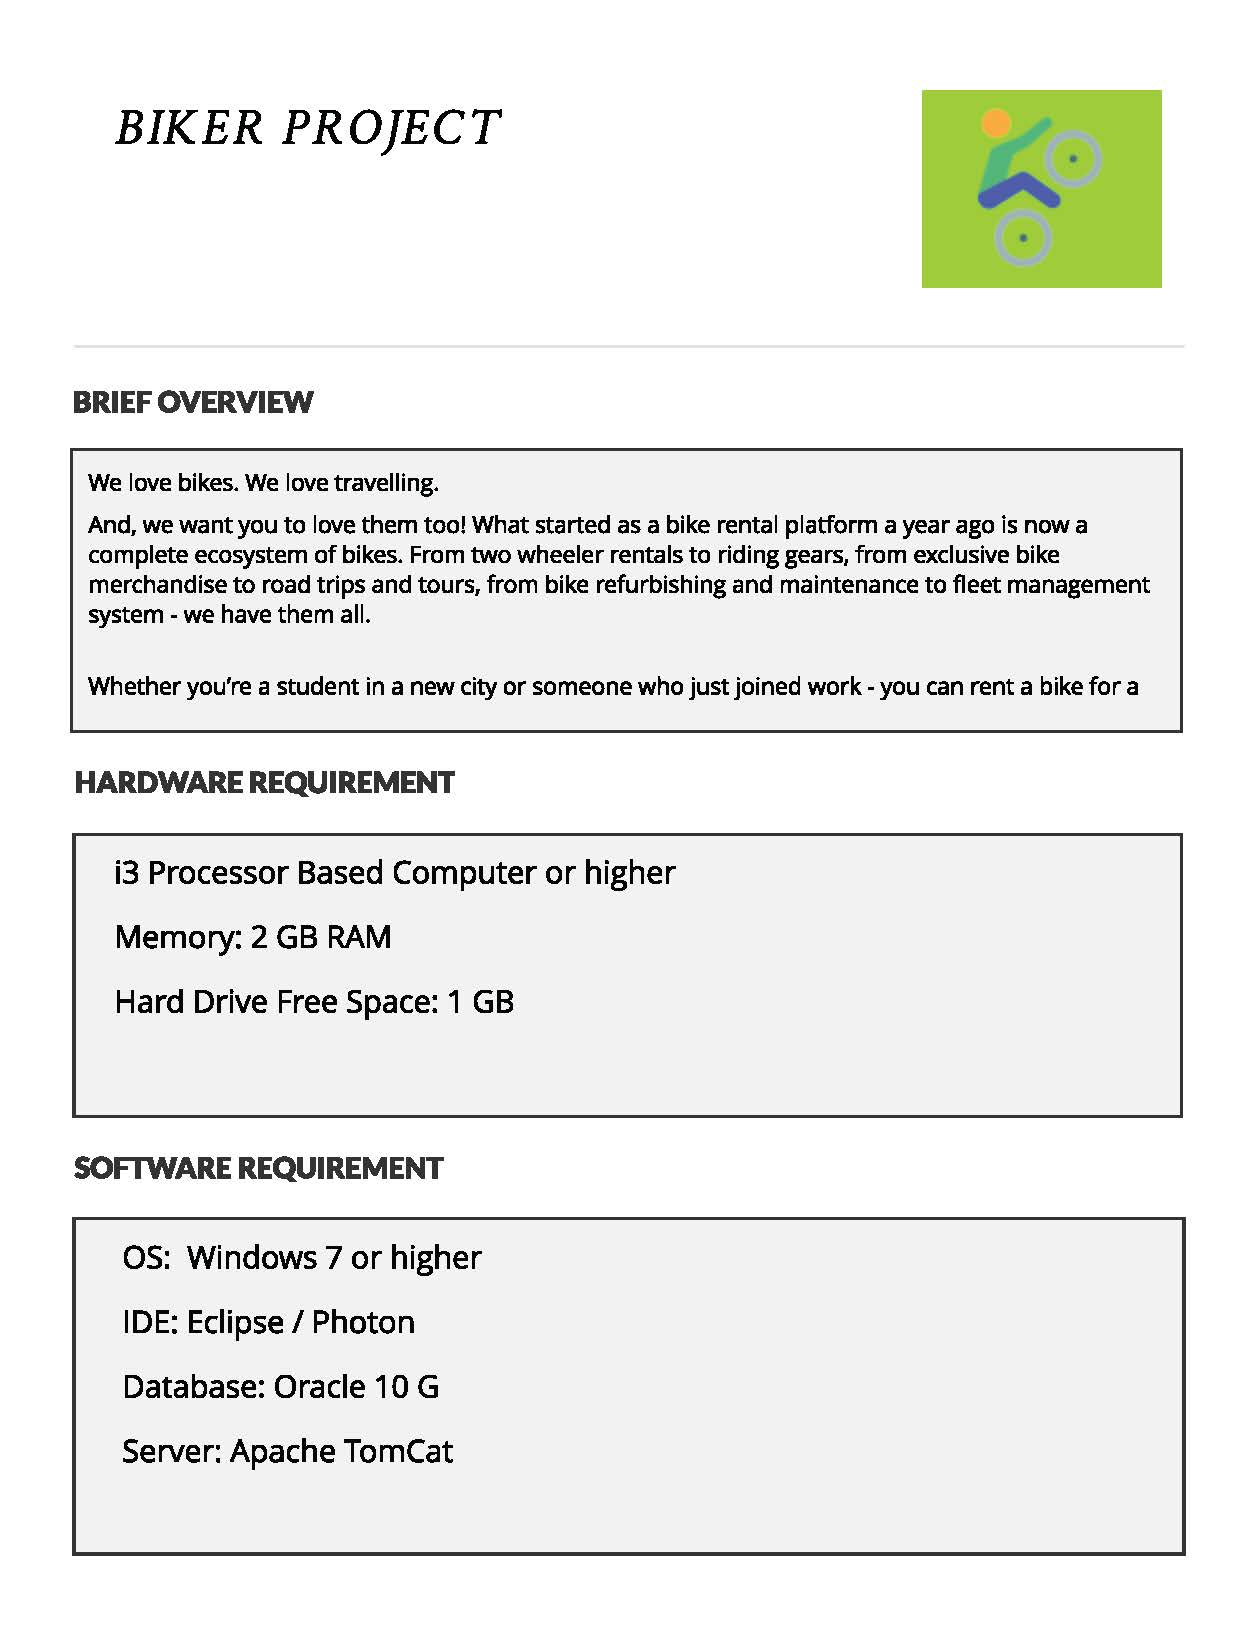 BIKER PROJECT
BRIEF OVERVIEW
We love bikes. We love travelling.
And, we want you to love them too! What started as a bike rental platform a year ago is now a
complete ecosystem of bikes. From two wheeler rentals to riding gears, from exclusive bike
merchandise to road trips and tours, from bike refurbishing and maintenance to fleet management
system - we have them all.
Whether you’re a student in a new city or someone who just joined work - you can rent a bike for a
HARDWARE REQUIREMENT
i3 Processor Based Computer or higher
Memory: 2 GB RAM
Hard Drive Free Space: 1 GB
SOFTWARE REQUIREMENT
OS:  Windows 7 or higher
IDE: Eclipse / Photon
Database: Oracle 10 G
Server: Apache TomCat